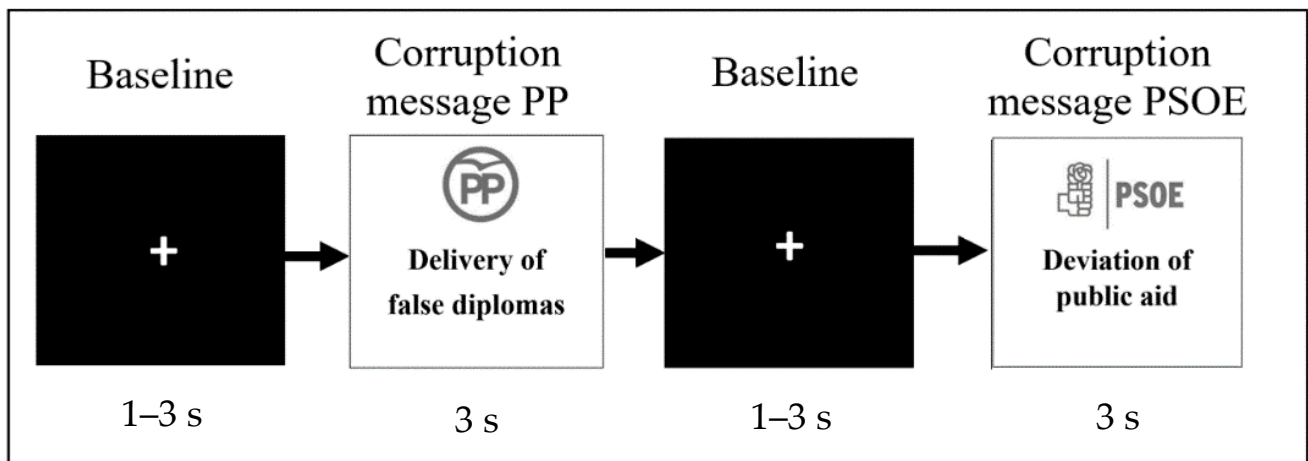 Baseline
Corruption
message PP
Baseline
Corruption
message PSOE
+
PP
Delivery of
false diplomas
+
PSOE
Deviation of
public aid
1–3 s
3 s
1–3 s
3 s